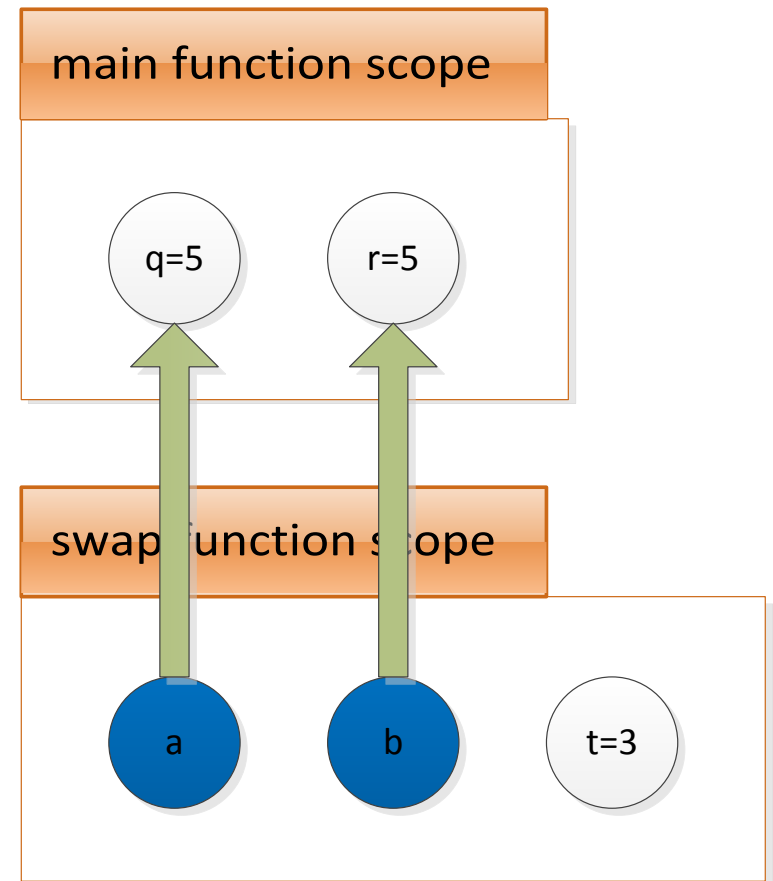 main function scope
q=5 r=5
swap function scope
a b t=3